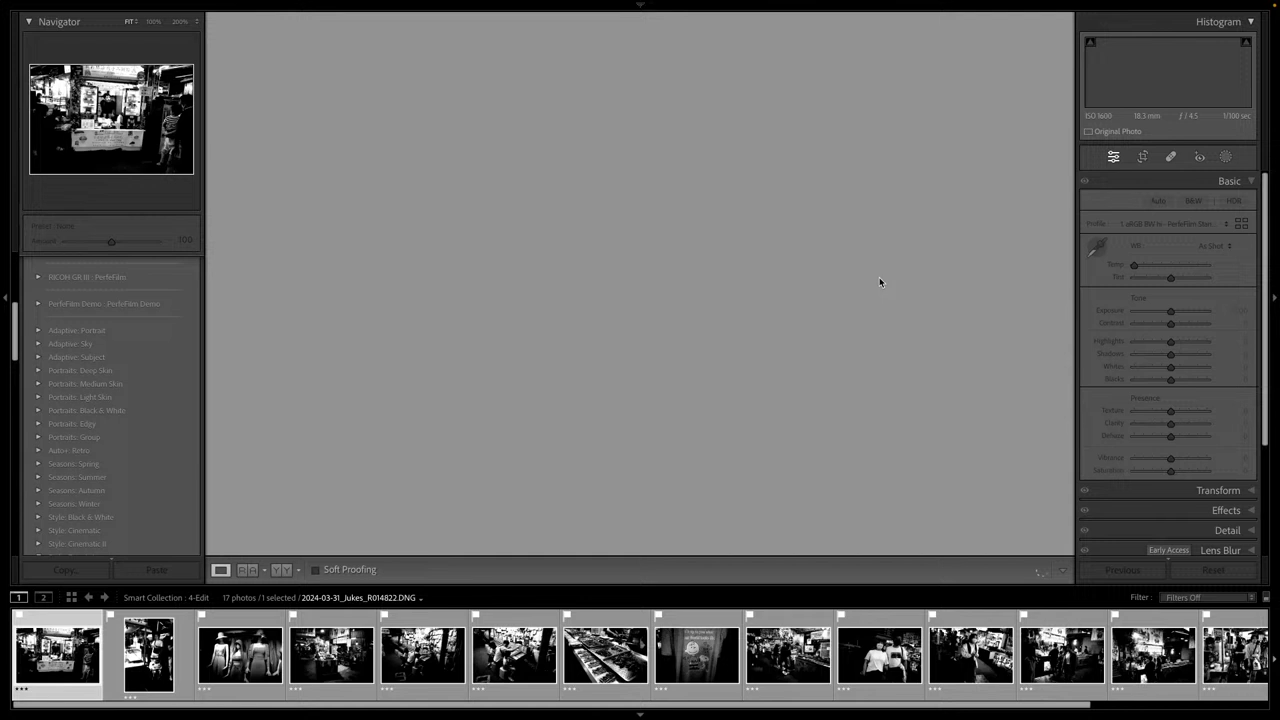 Navigator
FIT 100% 200%
Preset: None
Amount 100
RICOH GR III : PerfeFilm
PerfeFilm Demo : PerfeFilm Demo
Adaptive: Portrait
Adaptive: Sky
Adaptive: Subject
Portraits: Deep Skin
Portraits: Medium Skin
Portraits: Light Skin
Portraits: Black & White
Portraits: Edgy
Portraits: Group
Auto+: Retro
Seasons: Spring
Seasons: Summer
Seasons: Autumn
Seasons: Winter
Style: Black & White
Style: Cinematic
Style: Cinematic II
Copy... Paste
Soft Proofing
Histogram
ISO 1600 18.3 mm ƒ / 4.5 1/100 sec
Original Photo
Basic
Auto B&W HDR
Profile: 1 aRGB BW hi - PerfeFilm
WB: As Shot
Temp
Tint
Tone
Exposure
Contrast
Highlights
Shadows
Whites
Blacks
Presence
Texture
Clarity
Dehaze
Vibrance
Saturation
Transform
Effects
Detail
Early Access Lens Blur
Previous Reset
1 2 Smart Collection : 4-Edit 17 photos / 1 selected / 2024-03-31_Jukes_R014822.DNG Filter : Filters Off